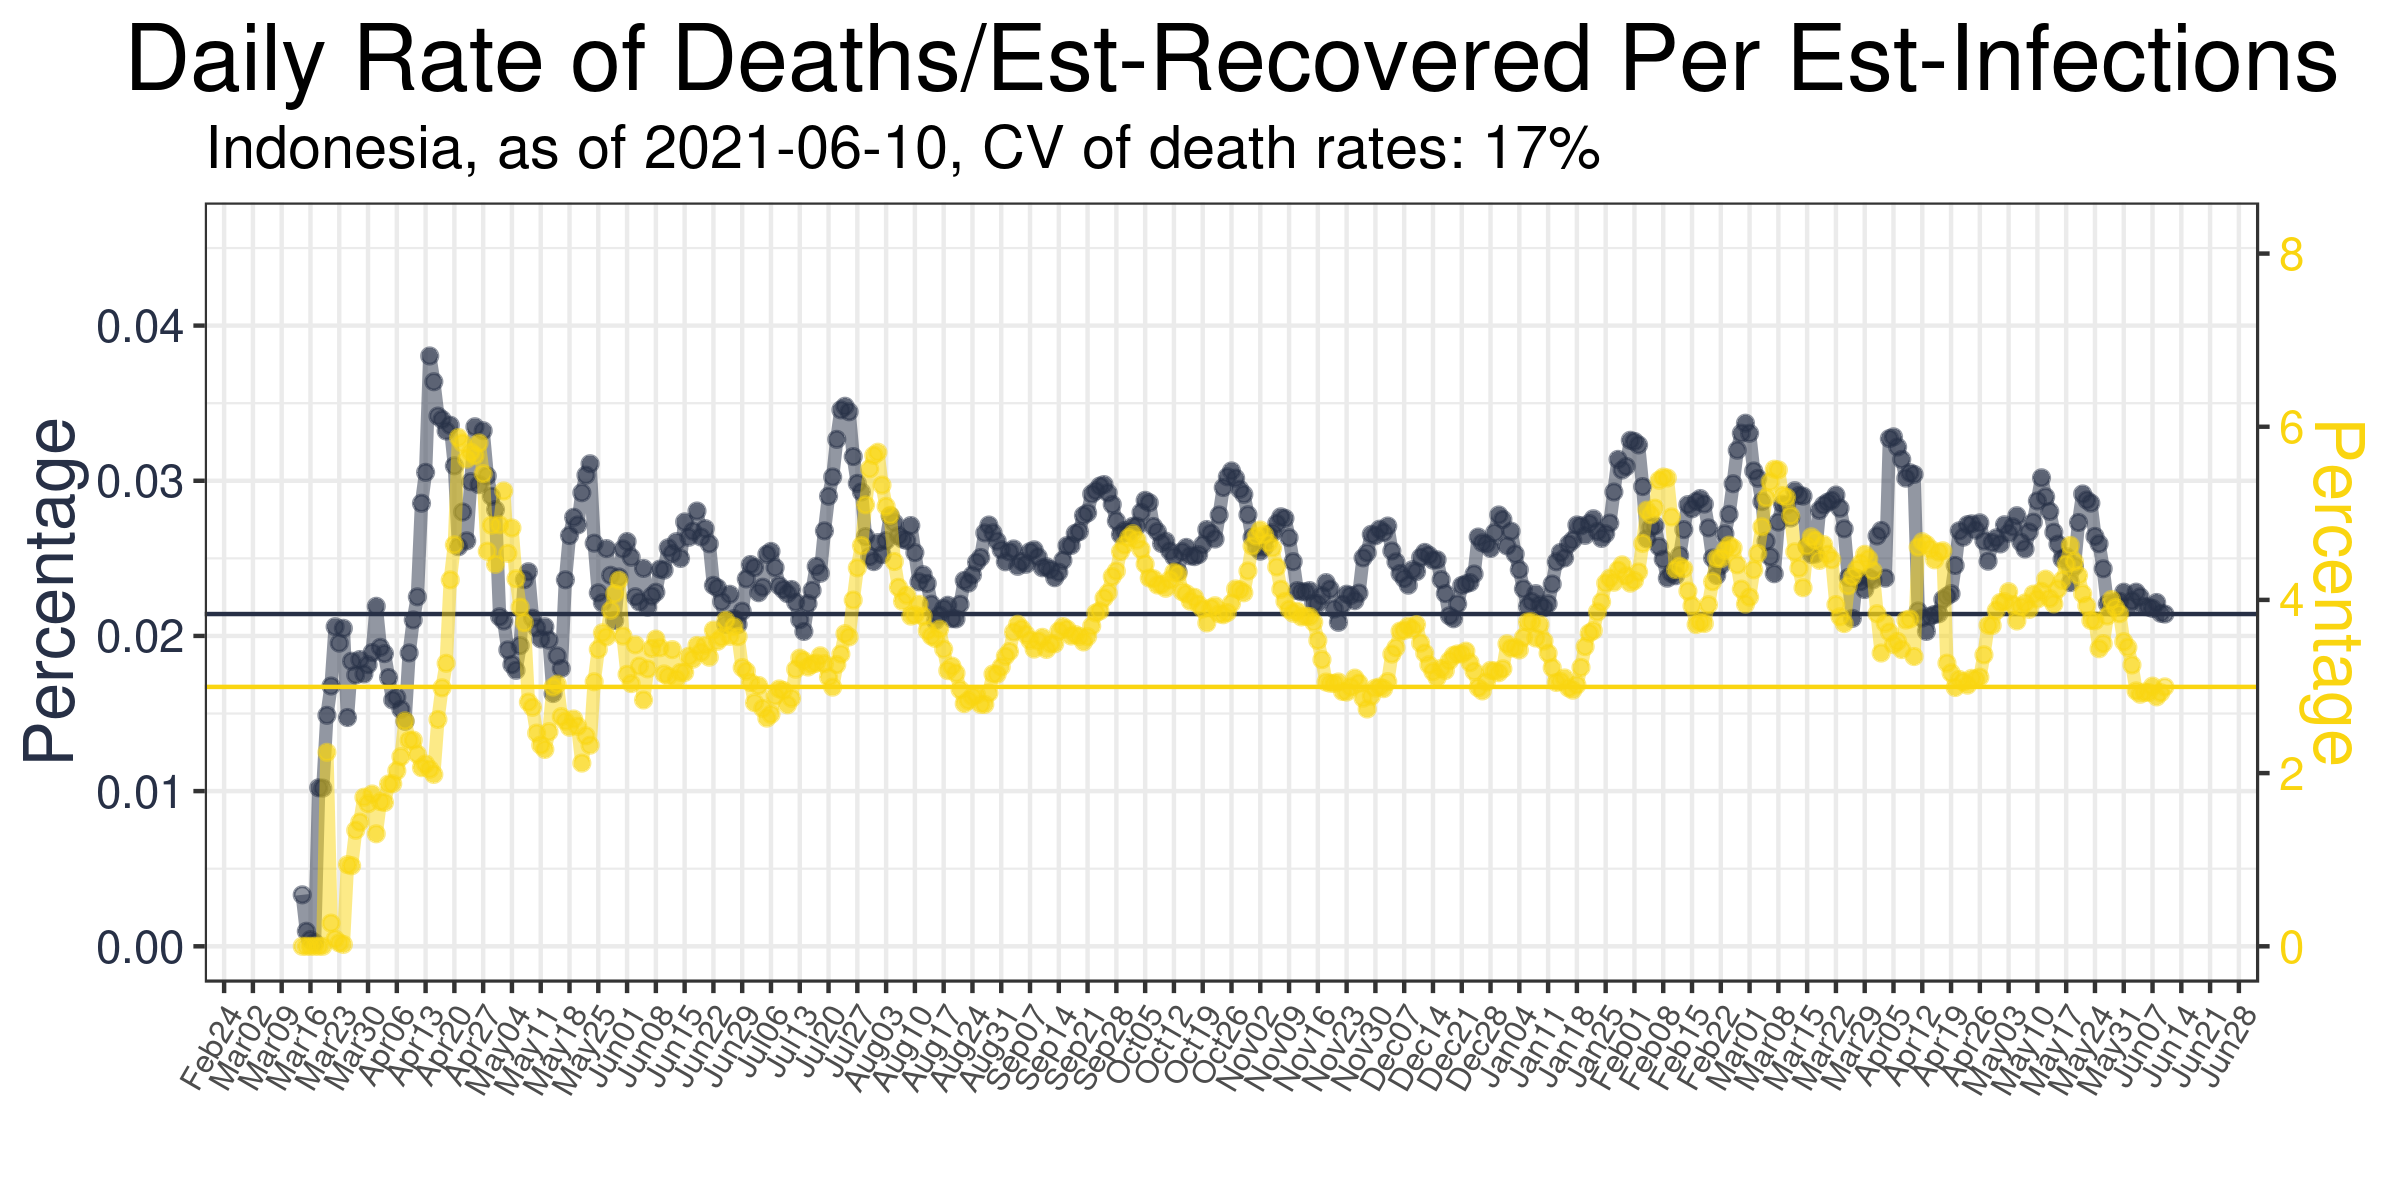 Daily Rate of Deaths/Est-Recovered Per Est-Infections
Indonesia, as of 2021-06-10, CV of death rates: 17%
Percentage
0.04
0.03
0.02
0.01
0.00
8
6
4
2
0
Percentage
Feb24 Mar02 Mar09 Mar16 Mar23 Mar30 Apr06 Apr13 Apr20 Apr27 May04 May11 May18 May25 Jun01 Jun08 Jun15 Jun22 Jun29 Jul06 Jul13 Jul20 Jul27 Aug03 Aug10 Aug17 Aug24 Aug31 Sep07 Sep14 Sep21 Sep28 Oct05 Oct12 Oct19 Oct26 Nov02 Nov09 Nov16 Nov23 Nov30 Dec07 Dec14 Dec21 Dec28 Jan04 Jan11 Jan18 Jan25 Feb01 Feb08 Feb15 Feb22 Mar01 Mar08 Mar15 Mar22 Mar29 Apr05 Apr12 Apr19 Apr26 May03 May10 May17 May24 May31 Jun07 Jun14 Jun21 Jun28